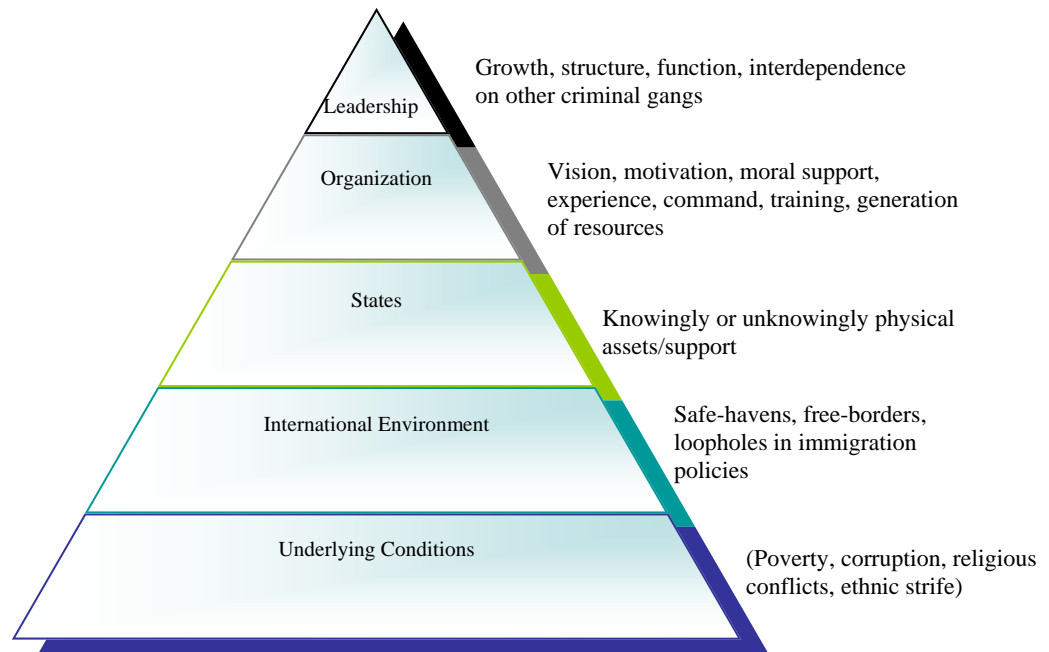 Leadership
Growth, structure, function, interdependence
on other criminal gangs
Organization
Vision, motivation, moral support,
experience, command, training, generation
of resources
States
Knowingly or unknowingly physical
assets/support
International Environment
Safe-havens, free-borders,
loopholes in immigration
policies
Underlying Conditions
(Poverty, corruption, religious
conflicts, ethnic strife)